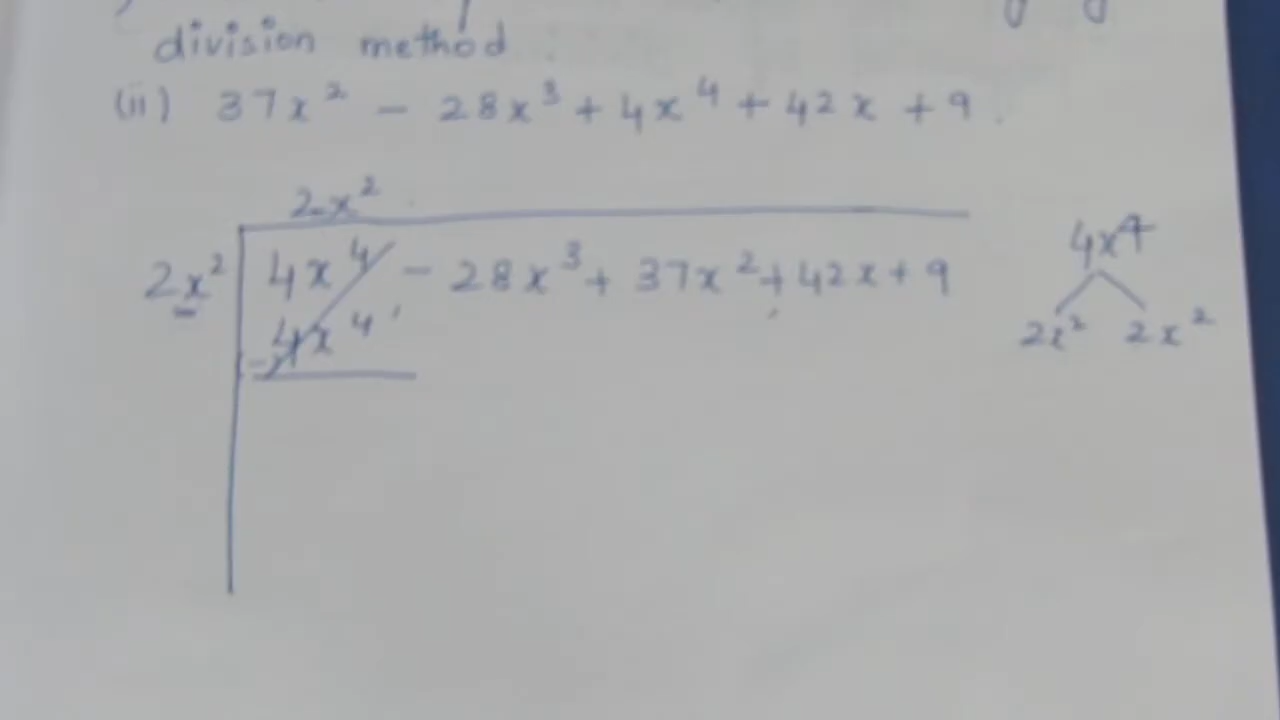 division method
(ii) 37x² - 28x³ + 4x⁴ + 42x + 9.
2x²
2x² 4x⁴ - 28x³ + 37x² + 42x + 9
4x⁴
-4x⁴
2x² 2x²